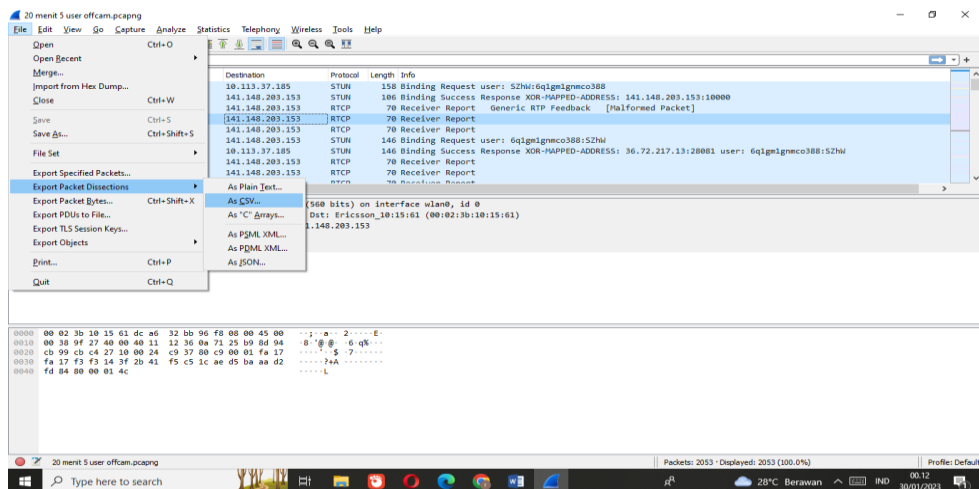 20 menit 5 user offcam.pcapng
File Edit View Go Capture Analyze Statistics Telephony Wireless Tools Help
Open Ctrl+O
Open Recent
Merge...
Import from Hex Dump...
Close Ctrl+W
Save Ctrl+S
Save As... Ctrl+Shift+S
File Set
Export Specified Packets...
Export Packet Dissections
Export Packet Bytes... Ctrl+Shift+X
Export PDUs to File...
Export TLS Session Keys...
Export Objects
Print... Ctrl+P
Quit Ctrl+Q
As Plain Text...
As CSV...
As "C" Arrays...
As PSML XML...
As PDML XML...
As JSON...
Destination Protocol Length Info
10.113.37.185 STUN 158 Binding Request user: SZhW:6q1gm1gnmco388
141.148.203.153 STUN 106 Binding Success Response XOR-MAPPED-ADDRESS: 141.148.203.153:10000
141.148.203.153 RTCP 70 Receiver Report Generic RTP Feedback [Malformed Packet]
141.148.203.153 RTCP 70 Receiver Report
141.148.203.153 RTCP 70 Receiver Report
141.148.203.153 STUN 146 Binding Request user: 6q1gm1gnmco388:SZhW
10.113.37.185 STUN 146 Binding Success Response XOR-MAPPED-ADDRESS: 36.72.217.13:28081 user: 6q1gm1gnmco388:SZhW
141.148.203.153 RTCP 70 Receiver Report
141.148.203.153 RTCP 70 Receiver Report
(560 bits) on interface wlan0, id 0
Dst: Ericsson_10:15:61 (00:02:3b:10:15:61)
1.148.203.153
0000 00 02 3b 10 15 61 dc a6 32 bb 96 f8 08 00 45 00 ··;··a·· 2·····E·
0010 00 38 9f 27 40 00 40 11 12 36 0a 71 25 b9 8d 94 ·8·'@·@· ·6·q%···
0020 cb 99 cb c4 27 10 00 24 c9 37 80 c9 00 01 fa 17 ····'··$ ·7······
0030 fa 17 f3 f3 14 3f 2b 41 f5 c5 1c ae d5 ba aa d2 ·····?+A ········
0040 fd 84 80 00 01 4c ·····L
20 menit 5 user offcam.pcapng Packets: 2053 · Displayed: 2053 (100.0%) Profile: Default
Type here to search 28°C Berawan IND 00.12
30/01/2023